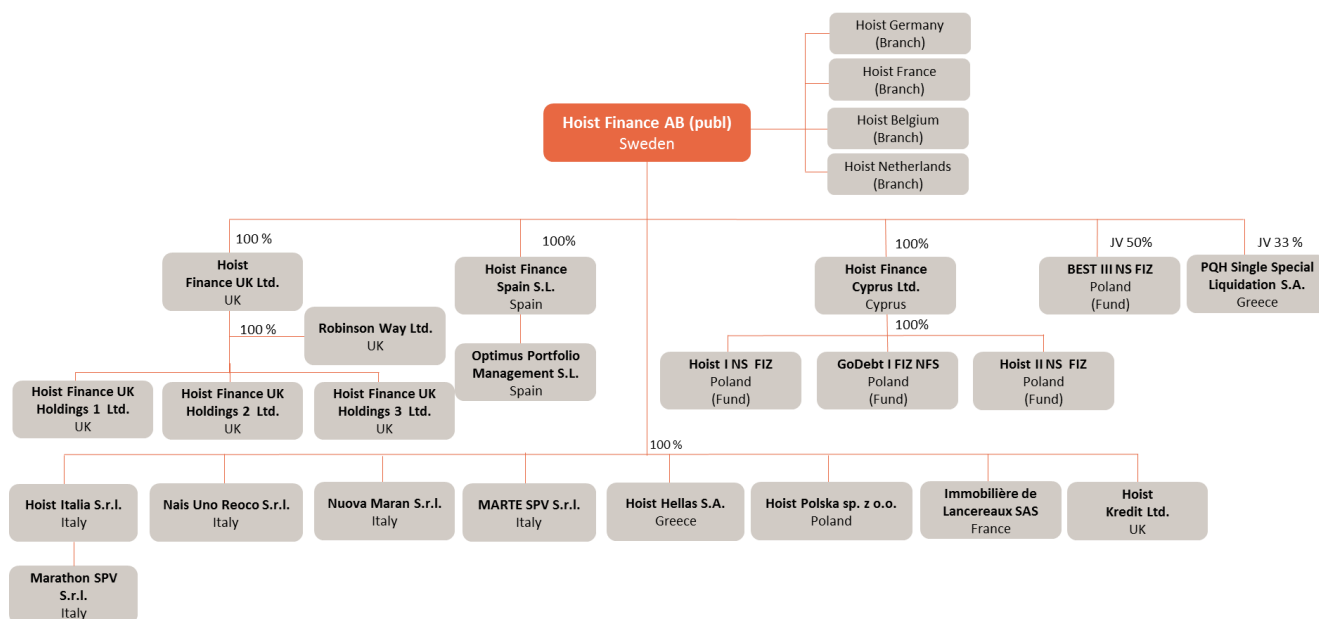 Hoist Germany
(Branch)
Hoist France
(Branch)
Hoist Finance AB (publ)
Sweden
Hoist Belgium
(Branch)
Hoist Netherlands
(Branch)
100 %
100%
100%
JV 50%
JV 33 %
Hoist
Finance UK Ltd.
UK
Hoist Finance
Spain S.L.
Spain
Hoist Finance
Cyprus Ltd.
Cyprus
BEST III NS FIZ
Poland
(Fund)
PQH Single Special
Liquidation S.A.
Greece
100 %
Robinson Way Ltd.
UK
100%
Optimus Portfolio
Management S.L.
Spain
Hoist I NS FIZ
Poland
(Fund)
GoDebt I FIZ NFS
Poland
(Fund)
Hoist II NS FIZ
Poland
(Fund)
Hoist Finance UK
Holdings 1 Ltd.
UK
Hoist Finance UK
Holdings 2 Ltd.
UK
Hoist Finance UK
Holdings 3 Ltd.
UK
100 %
Hoist Italia S.r.l.
Italy
Nais Uno Reoco S.r.l.
Italy
Nuova Maran S.r.l.
Italy
MARTE SPV S.r.l.
Italy
Hoist Hellas S.A.
Greece
Hoist Polska sp. z o.o.
Poland
Immobilière de
Lancereaux SAS
France
Hoist
Kredit Ltd.
UK
Marathon SPV
S.r.l.
Italy